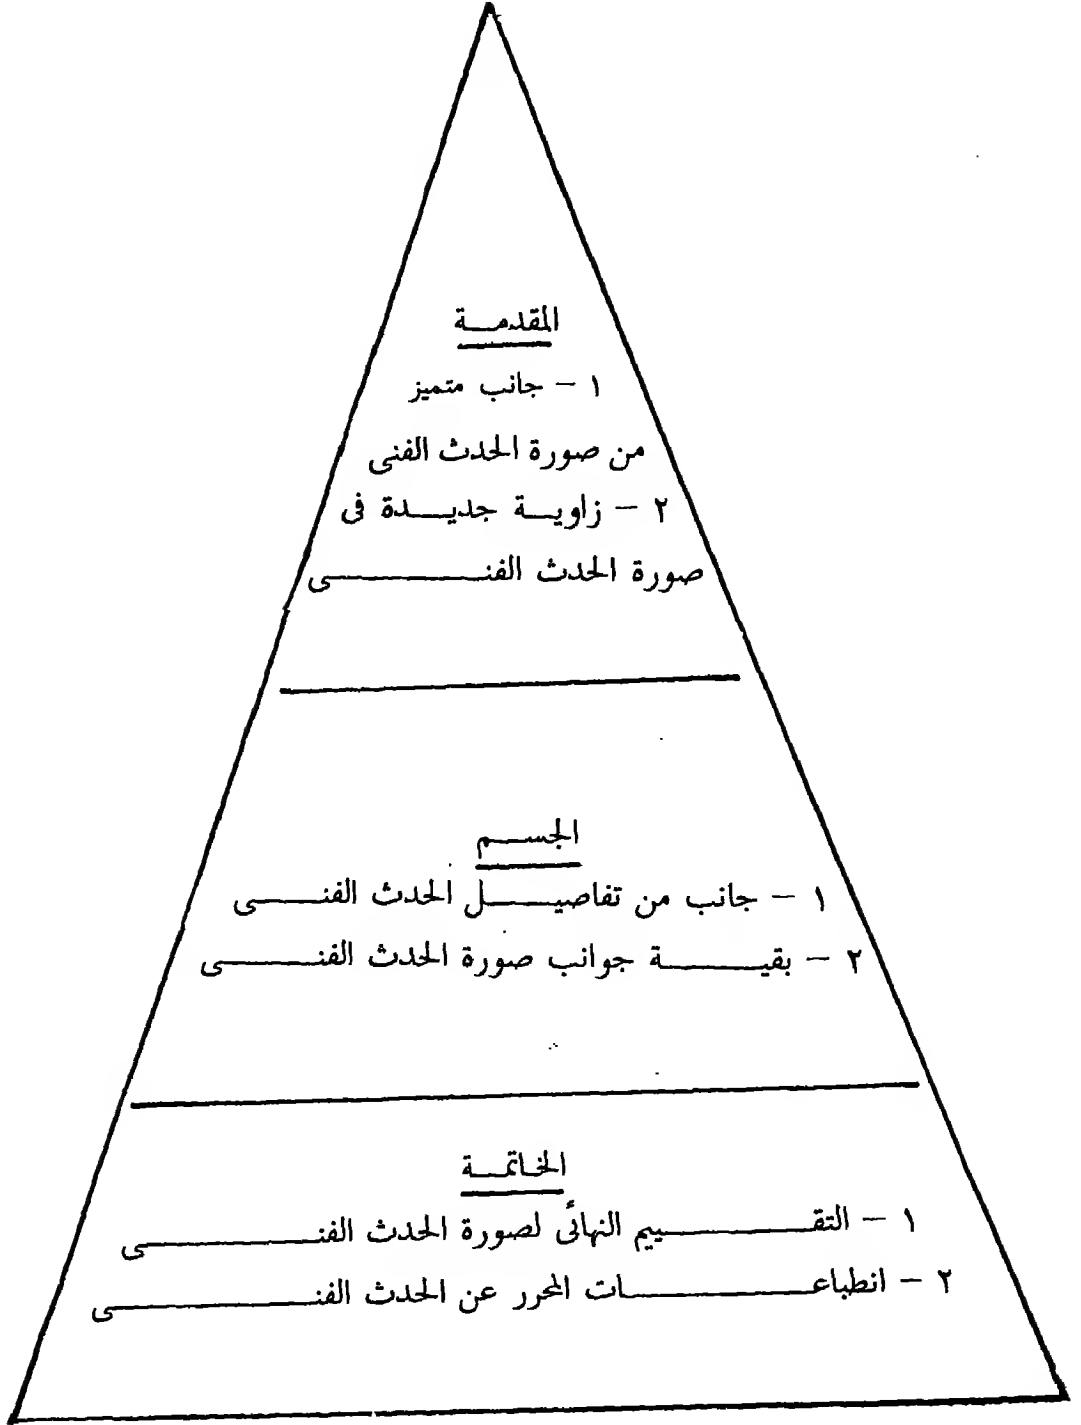 المقدمة
١ - جانب متميز
من صورة الحدث الفنى
٢ - زاوية جديدة فى
صورة الحدث الفنى
الجسم
١ - جانب من تفاصيل الحدث الفنى
٢ - بقية جوانب صورة الحدث الفنى
الخاتمة
١ - التقييم النهائى لصورة الحدث الفنى
٢ - انطباعات المحرر عن الحدث الفنى